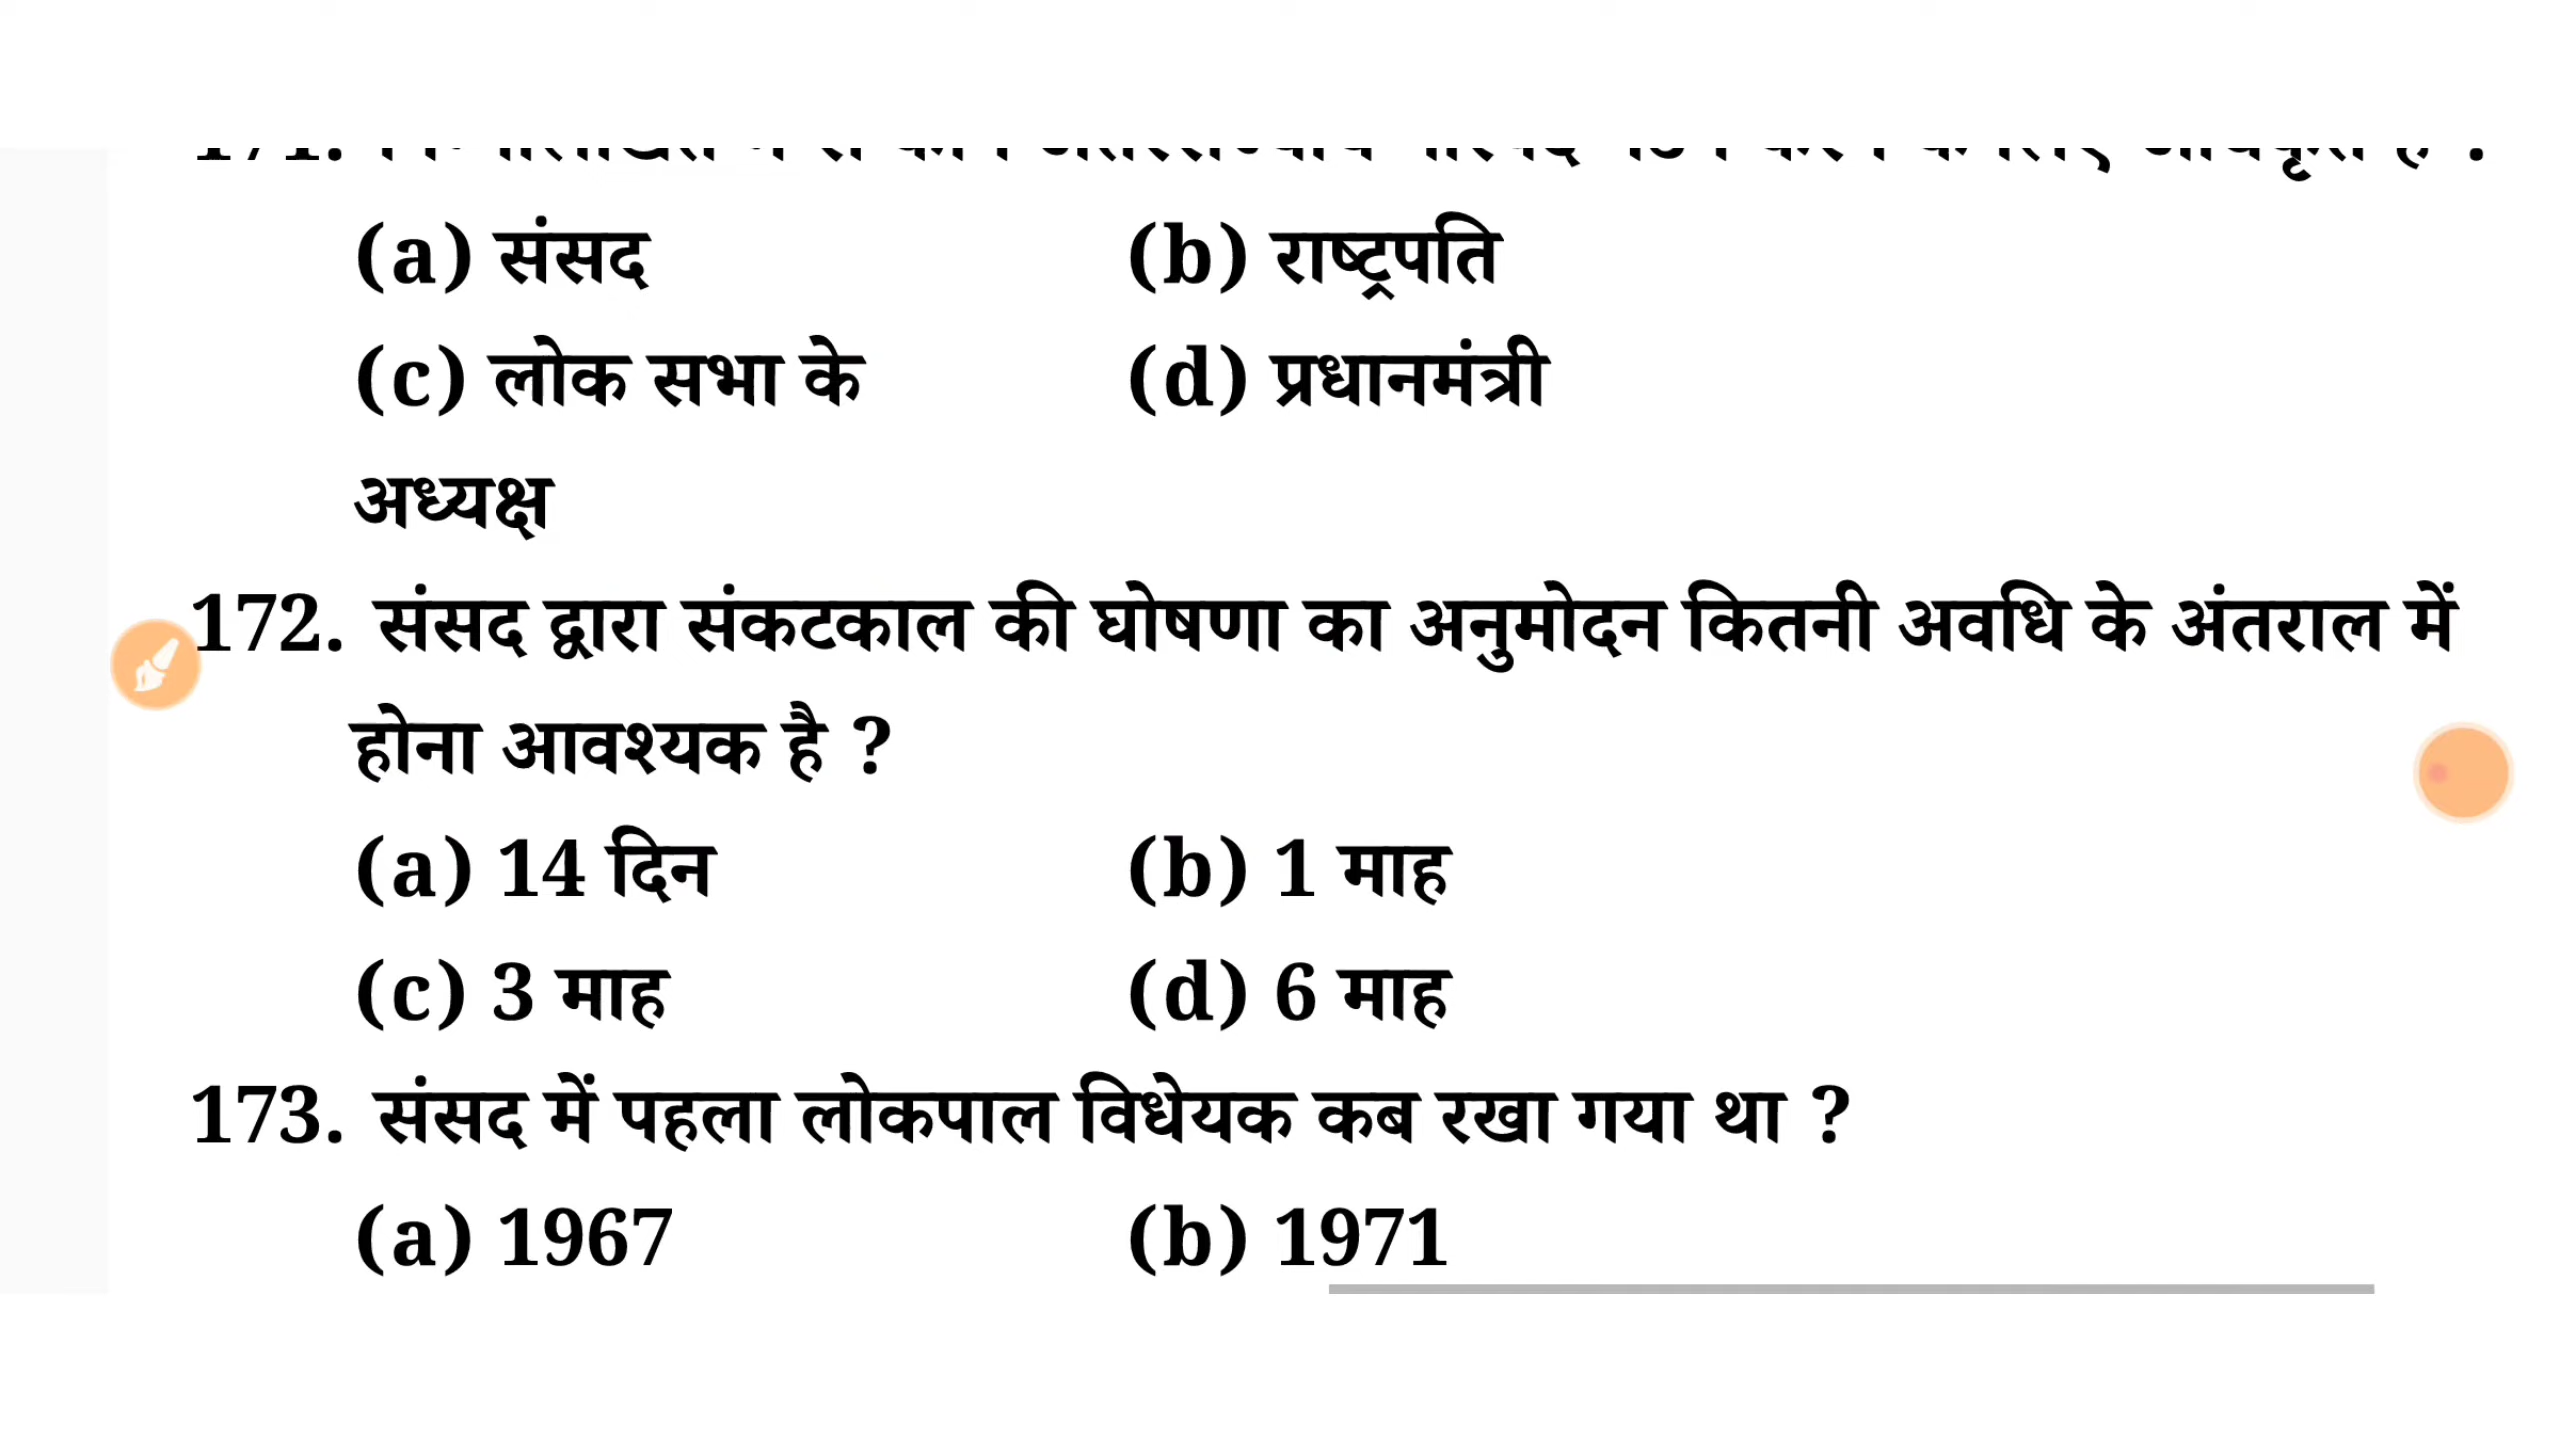 (a) संसद (b) राष्ट्रपति
(c) लोक सभा के (d) प्रधानमंत्री
अध्यक्ष
172. संसद द्वारा संकटकाल की घोषणा का अनुमोदन कितनी अवधि के अंतराल में
होना आवश्यक है ?
(a) 14 दिन (b) 1 माह
(c) 3 माह (d) 6 माह
173. संसद में पहला लोकपाल विधेयक कब रखा गया था ?
(a) 1967 (b) 1971